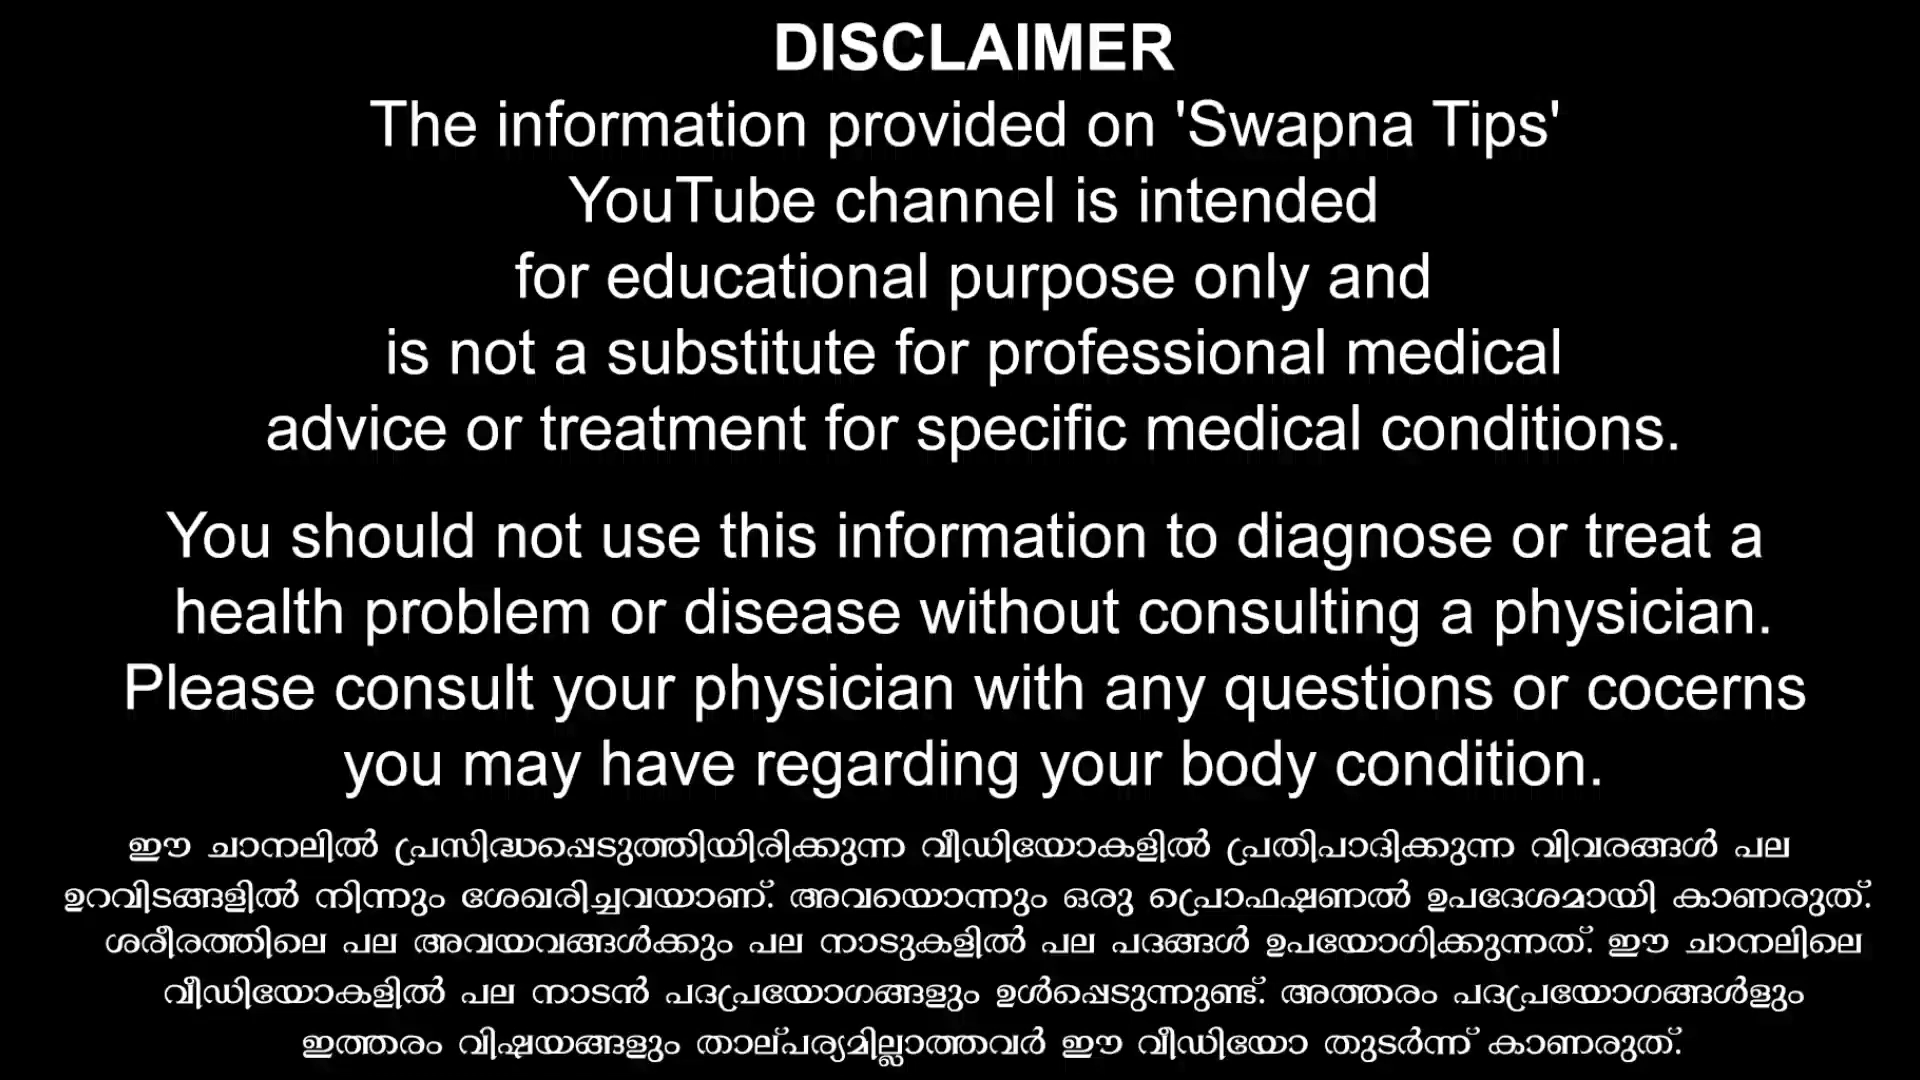 DISCLAIMER
The information provided on 'Swapna Tips'
YouTube channel is intended
for educational purpose only and
is not a substitute for professional medical
advice or treatment for specific medical conditions.
You should not use this information to diagnose or treat a
health problem or disease without consulting a physician.
Please consult your physician with any questions or cocerns
you may have regarding your body condition.
ഈ ചാനലിൽ പ്രസിദ്ധപ്പെടുത്തിയിരിക്കുന്ന വീഡിയോകളിൽ പ്രതിപാദിക്കുന്ന വിവരങ്ങൾ പല
ഉറവിടങ്ങളിൽ നിന്നും ശേഖരിച്ചവയാണ്. അവയൊന്നും ഒരു പ്രൊഫഷണൽ ഉപദേശമായി കാണരുത്.
ശരീരത്തിലെ പല അവയവങ്ങൾക്കും പല നാടുകളിൽ പല പദങ്ങൾ ഉപയോഗിക്കുന്നത്. ഈ ചാനലിലെ
വീഡിയോകളിൽ പല നാടൻ പദപ്രയോഗങ്ങളും ഉൾപ്പെടുന്നുണ്ട്. അത്തരം പദപ്രയോഗങ്ങൾളും
ഇത്തരം വിഷയങ്ങളും താല്പര്യമില്ലാത്തവർ ഈ വീഡിയോ തുടർന്ന് കാണരുത്.